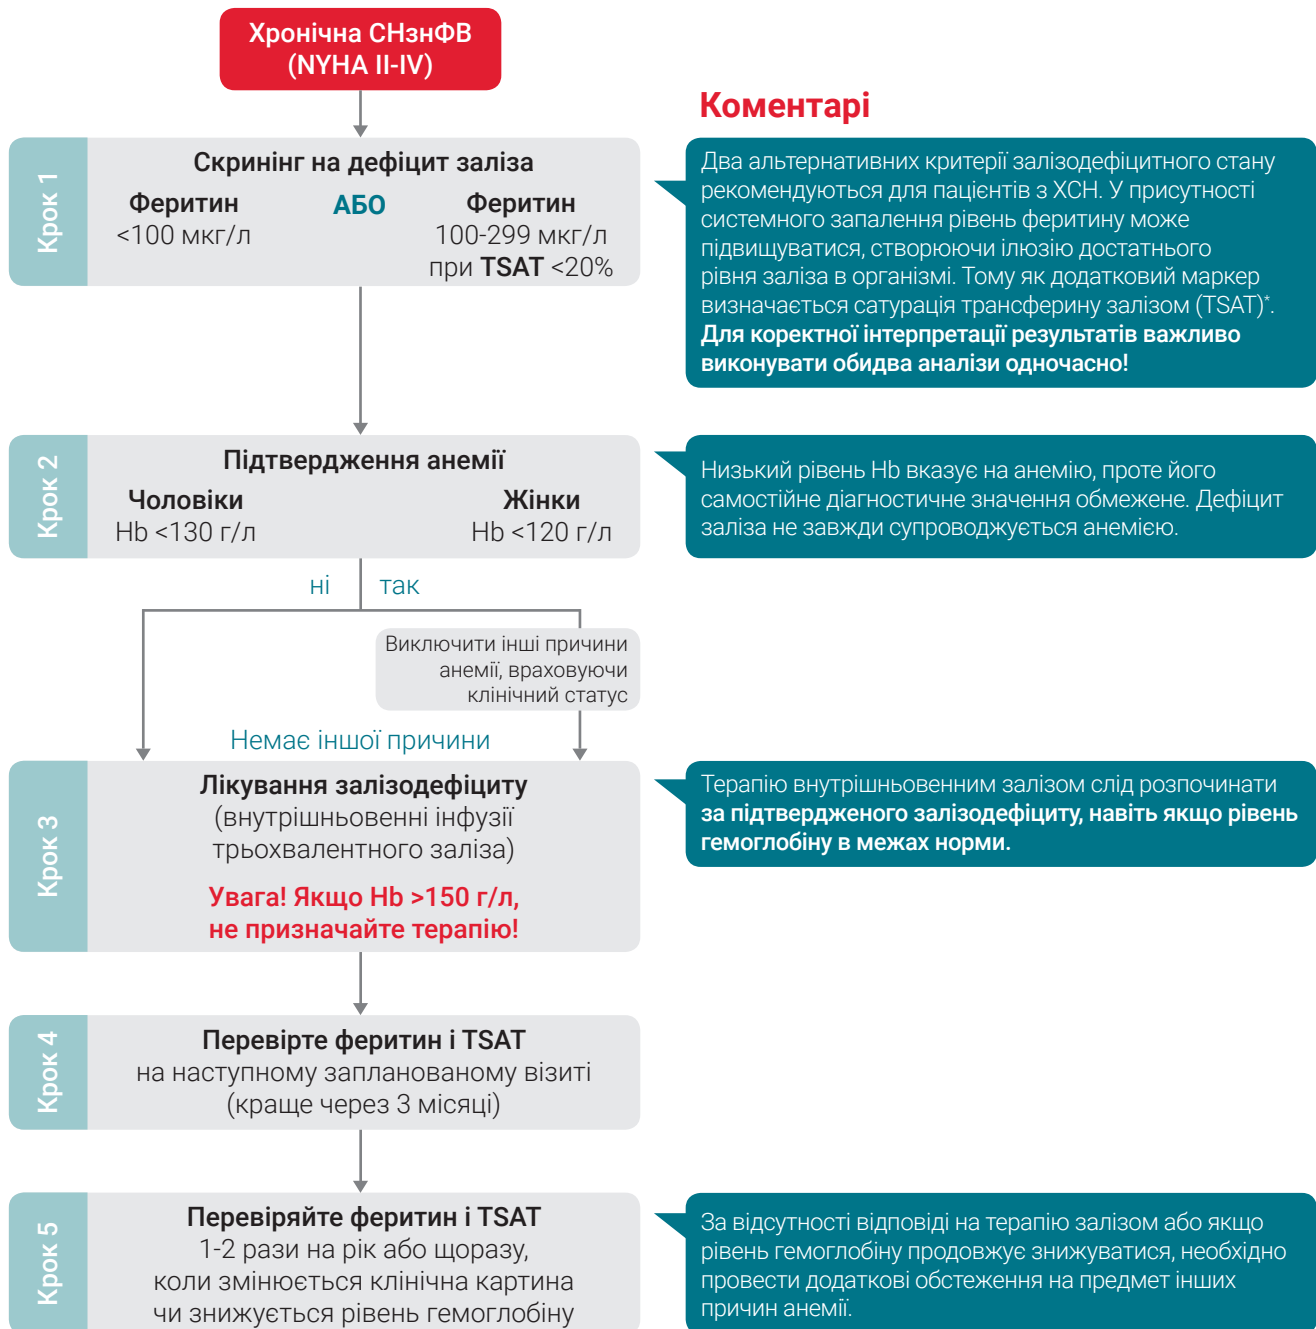 Хронічна СНзнФВ
(NYHA II-IV)
Коментарі
Крок 1
Скринінг на дефіцит заліза
Феритин
<100 мкг/л
АБО
Феритин
100-299 мкг/л
при TSAT <20%
Два альтернативних критерії залізодефіцитного стану
рекомендуються для пацієнтів з ХСН. У присутності
системного запалення рівень феритину може
підвищуватися, створюючи ілюзію достатнього
рівня заліза в організмі. Тому як додатковий маркер
визначається сатурація трансферину залізом (TSAT)*.
Для коректної інтерпретації результатів важливо
виконувати обидва аналізи одночасно!
Крок 2
Підтвердження анемії
Чоловіки
Hb <130 г/л
Жінки
Hb <120 г/л
Низький рівень Hb вказує на анемію, проте його
самостійне діагностичне значення обмежене. Дефіцит
заліза не завжди супроводжується анемією.
ні
так
Виключити інші причини
анемії, враховуючи
клінічний статус
Немає іншої причини
Крок 3
Лікування залізодефіциту
(внутрішньовенні інфузії
трьохвалентного заліза)
Увага! Якщо Hb >150 г/л,
не призначайте терапію!
Терапію внутрішньовенним залізом слід розпочинати
за підтвердженого залізодефіциту, навіть якщо рівень
гемоглобіну в межах норми.
Крок 4
Перевірте феритин і TSAT
на наступному запланованому візиті
(краще через 3 місяці)
Крок 5
Перевіряйте феритин і TSAT
1-2 рази на рік або щоразу,
коли змінюється клінічна картина
чи знижується рівень гемоглобіну
За відсутності відповіді на терапію залізом або якщо
рівень гемоглобіну продовжує знижуватися, необхідно
провести додаткові обстеження на предмет інших
причин анемії.